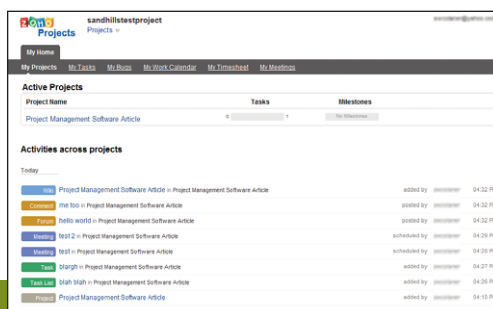 ZOHO Projects
sandhillstestproject
Projects
My Home
My Projects My Tasks My Bugs My Work Calendar My Timesheet My Meetings
Active Projects
Project Name Tasks Milestones
Project Management Software Article No Milestones
Activities across projects
Today
Wiki Project Management Software Article in Project Management Software Article added by 04:32 P
Comment me too in Project Management Software Article posted by 04:32 P
Forum hello world in Project Management Software Article posted by 04:32 P
Meeting test 2 in Project Management Software Article scheduled by 04:29 P
Meeting test in Project Management Software Article scheduled by 04:28 P
Task blargh in Project Management Software Article added by 04:27 P
Task List blah blah in Project Management Software Article added by 04:26 P
Project Project Management Software Article added by